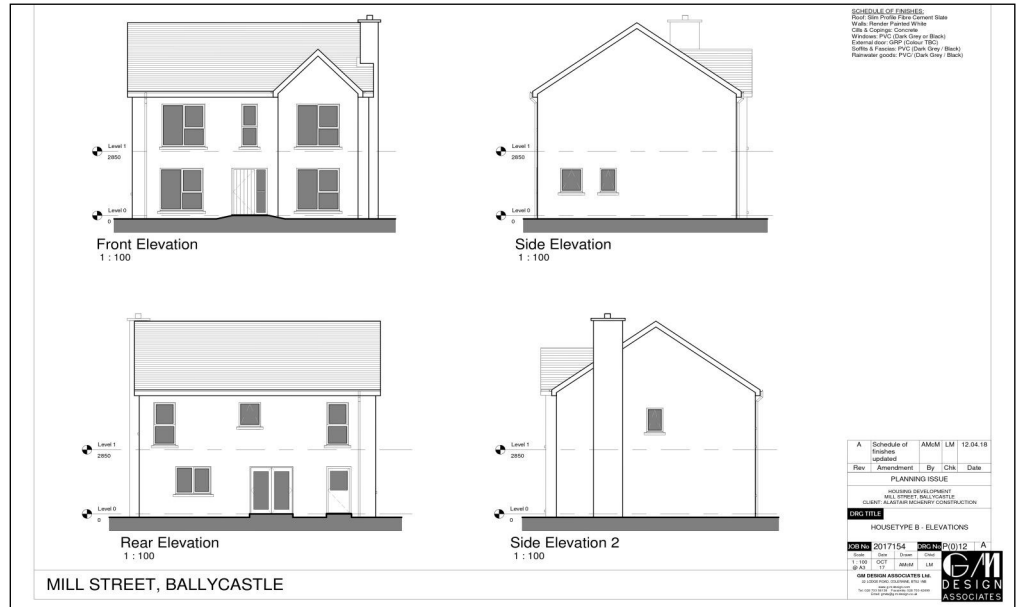 SCHEDULE OF FINISHES:
Roof: Slim Profile Fibre Cement Slate
Walls: Render Painted White
Cills & Copings: Concrete
Windows: PVC (Dark Grey or Black)
External door: GRP (Colour TBC)
Soffits & Fascias: PVC (Dark Grey / Black)
Rainwater goods: PVC/ (Dark Grey / Black)
Level 1
2850
Level 0
0
Front Elevation
1 : 100
Level 1
2850
Level 0
0
Side Elevation
1 : 100
Level 1
2850
Level 0
0
Rear Elevation
1 : 100
Level 1
2850
Level 0
0
Side Elevation 2
1 : 100
A Schedule of finishes updated AMcM LM 12.04.18
Rev Amendment By Chk Date
PLANNING ISSUE
HOUSING DEVELOPMENT
MILL STREET, BALLYCASTLE
CLIENT: ALASTAIR MCHENRY CONSTRUCTION
DRG TITLE
HOUSETYPE B - ELEVATIONS
JOB No 2017154 DRG No P(0)12 A
Scale Date Drawn Chkd
1 : 100 @ A3 OCT 17 AMcM LM
GM DESIGN ASSOCIATES Ltd.
GM
DESIGN
ASSOCIATES
MILL STREET, BALLYCASTLE